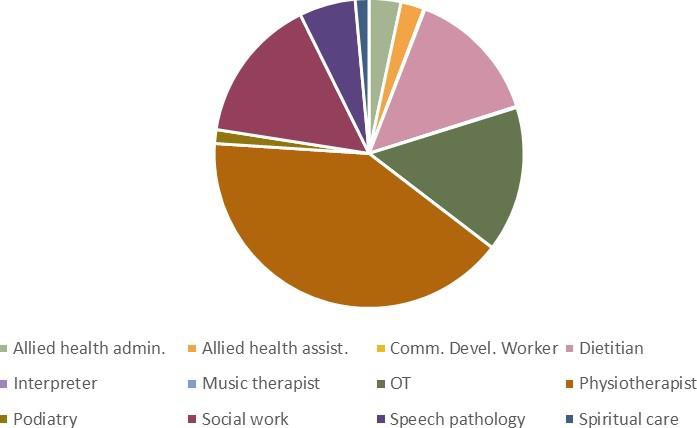 Allied health admin. Allied health assist. Comm. Devel. Worker Dietitian
Interpreter Music therapist OT Physiotherapist
Podiatry Social work Speech pathology Spiritual care